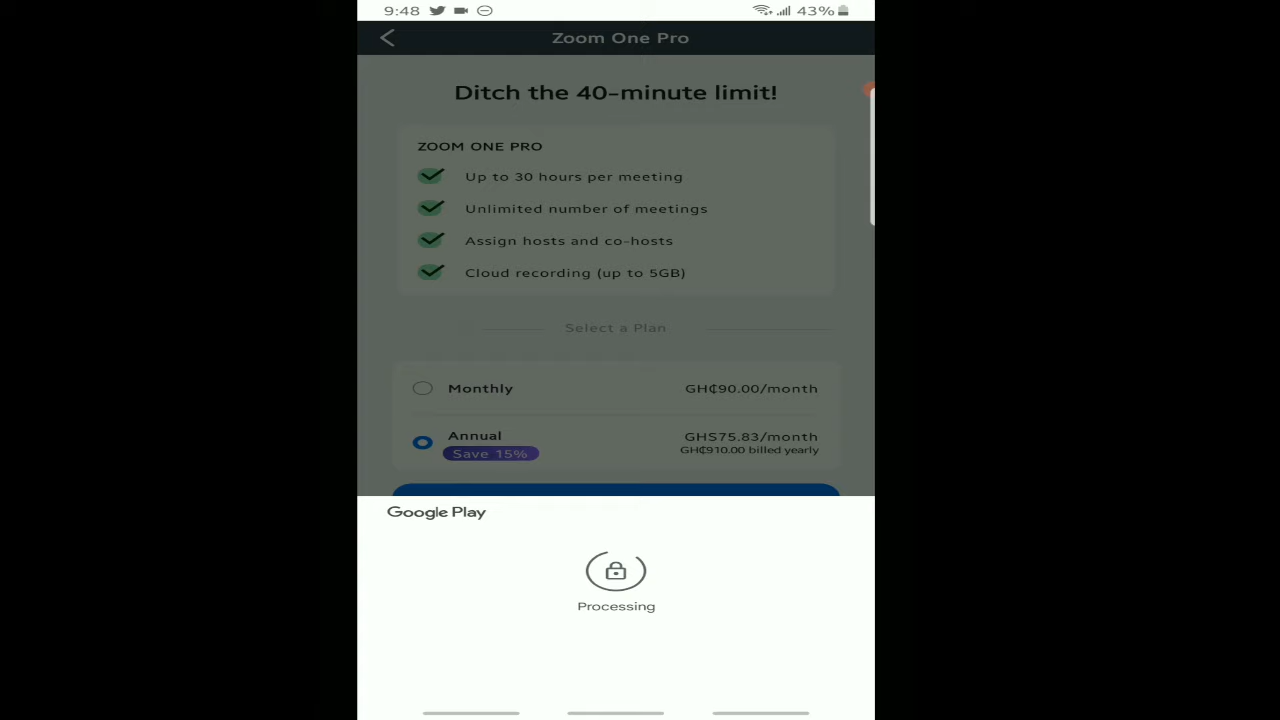 9:48 43%
Zoom One Pro
Ditch the 40-minute limit!
ZOOM ONE PRO
Up to 30 hours per meeting
Unlimited number of meetings
Assign hosts and co-hosts
Cloud recording (up to 5GB)
Select a Plan
Monthly GH₵90.00/month
Annual GHS75.83/month
Save 15% GH₵910.00 billed yearly
Google Play
Processing